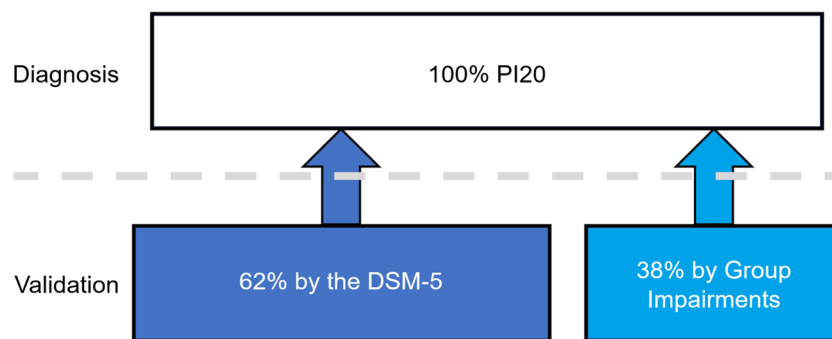 Diagnosis
100% PI20
Validation
62% by the DSM-5
38% by Group
Impairments